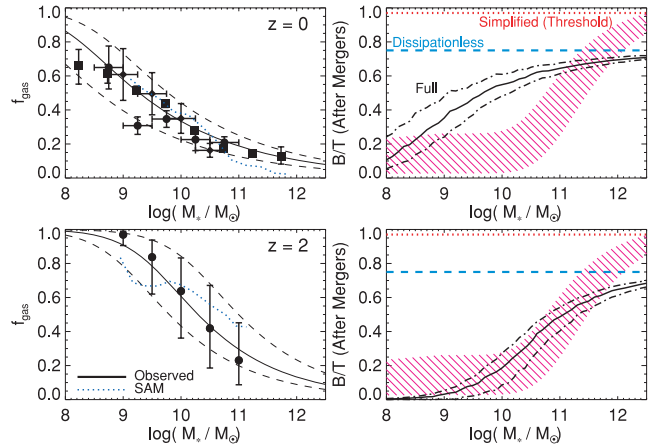 1.0
0.8
0.6
0.4
0.2
0.0
f_gas
z = 0
8 9 10 11 12
log( M_* / M_☉)
1.0
0.8
0.6
0.4
0.2
0.0
B/T (After Mergers)
Simplified (Threshold)
Dissipationless
Full
8 9 10 11 12
log( M_* / M_☉)
1.0
0.8
0.6
0.4
0.2
0.0
f_gas
z = 2
Observed
SAM
8 9 10 11 12
log( M_* / M_☉)
1.0
0.8
0.6
0.4
0.2
0.0
B/T (After Mergers)
8 9 10 11 12
log( M_* / M_☉)